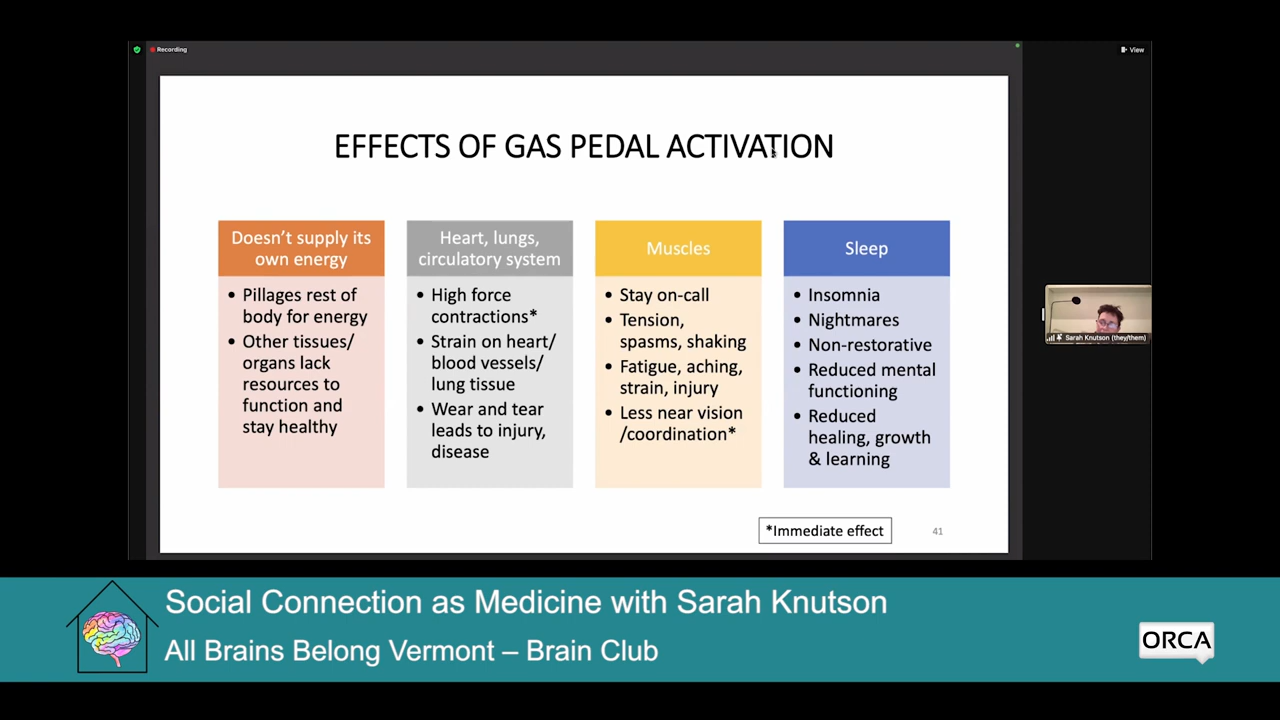 Recording
View
EFFECTS OF GAS PEDAL ACTIVATION
Doesn't supply its
own energy
• Pillages rest of
body for energy
• Other tissues/
organs lack
resources to
function and
stay healthy
Heart, lungs,
circulatory system
• High force
contractions*
• Strain on heart/
blood vessels/
lung tissue
• Wear and tear
leads to injury,
disease
Muscles
• Stay on-call
• Tension,
spasms, shaking
• Fatigue, aching,
strain, injury
• Less near vision
/coordination*
Sleep
• Insomnia
• Nightmares
• Non-restorative
• Reduced mental
functioning
• Reduced
healing, growth
& learning
*Immediate effect
41
Sarah Knutson (they/them)
Social Connection as Medicine with Sarah Knutson
All Brains Belong Vermont – Brain Club
ORCA